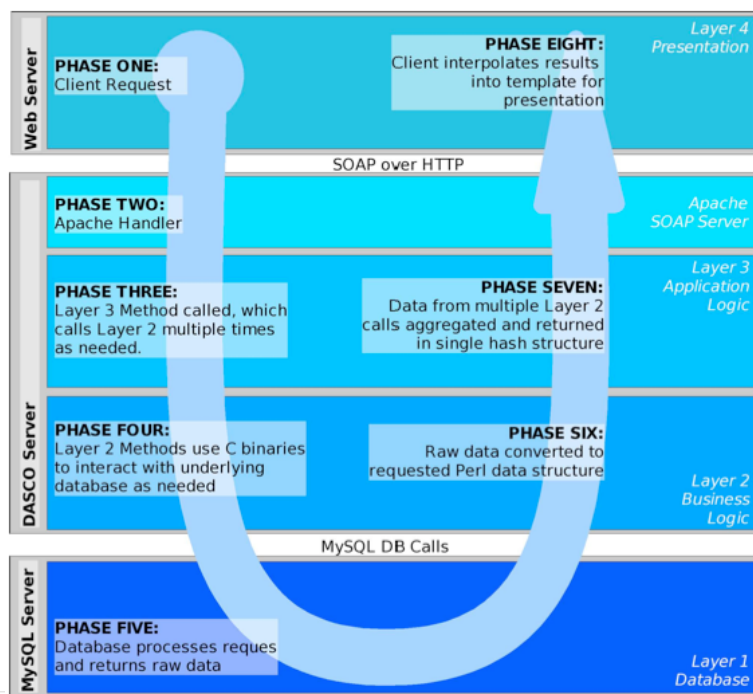 Web Server
PHASE ONE:
Client Request
PHASE EIGHT:
Client interpolates results
into template for
presentation
Layer 4
Presentation
SOAP over HTTP
DASCO Server
PHASE TWO:
Apache Handler
Apache
SOAP Server
PHASE THREE:
Layer 3 Method called, which
calls Layer 2 multiple times
as needed.
PHASE SEVEN:
Data from multiple Layer 2
calls aggregated and returned
in single hash structure
Layer 3
Application
Logic
PHASE FOUR:
Layer 2 Methods use C binaries
to interact with underlying
database as needed
PHASE SIX:
Raw data converted to
requested Perl data structure
Layer 2
Business
Logic
MySQL DB Calls
MySQL Server
PHASE FIVE:
Database processes reques
and returns raw data
Layer 1
Database